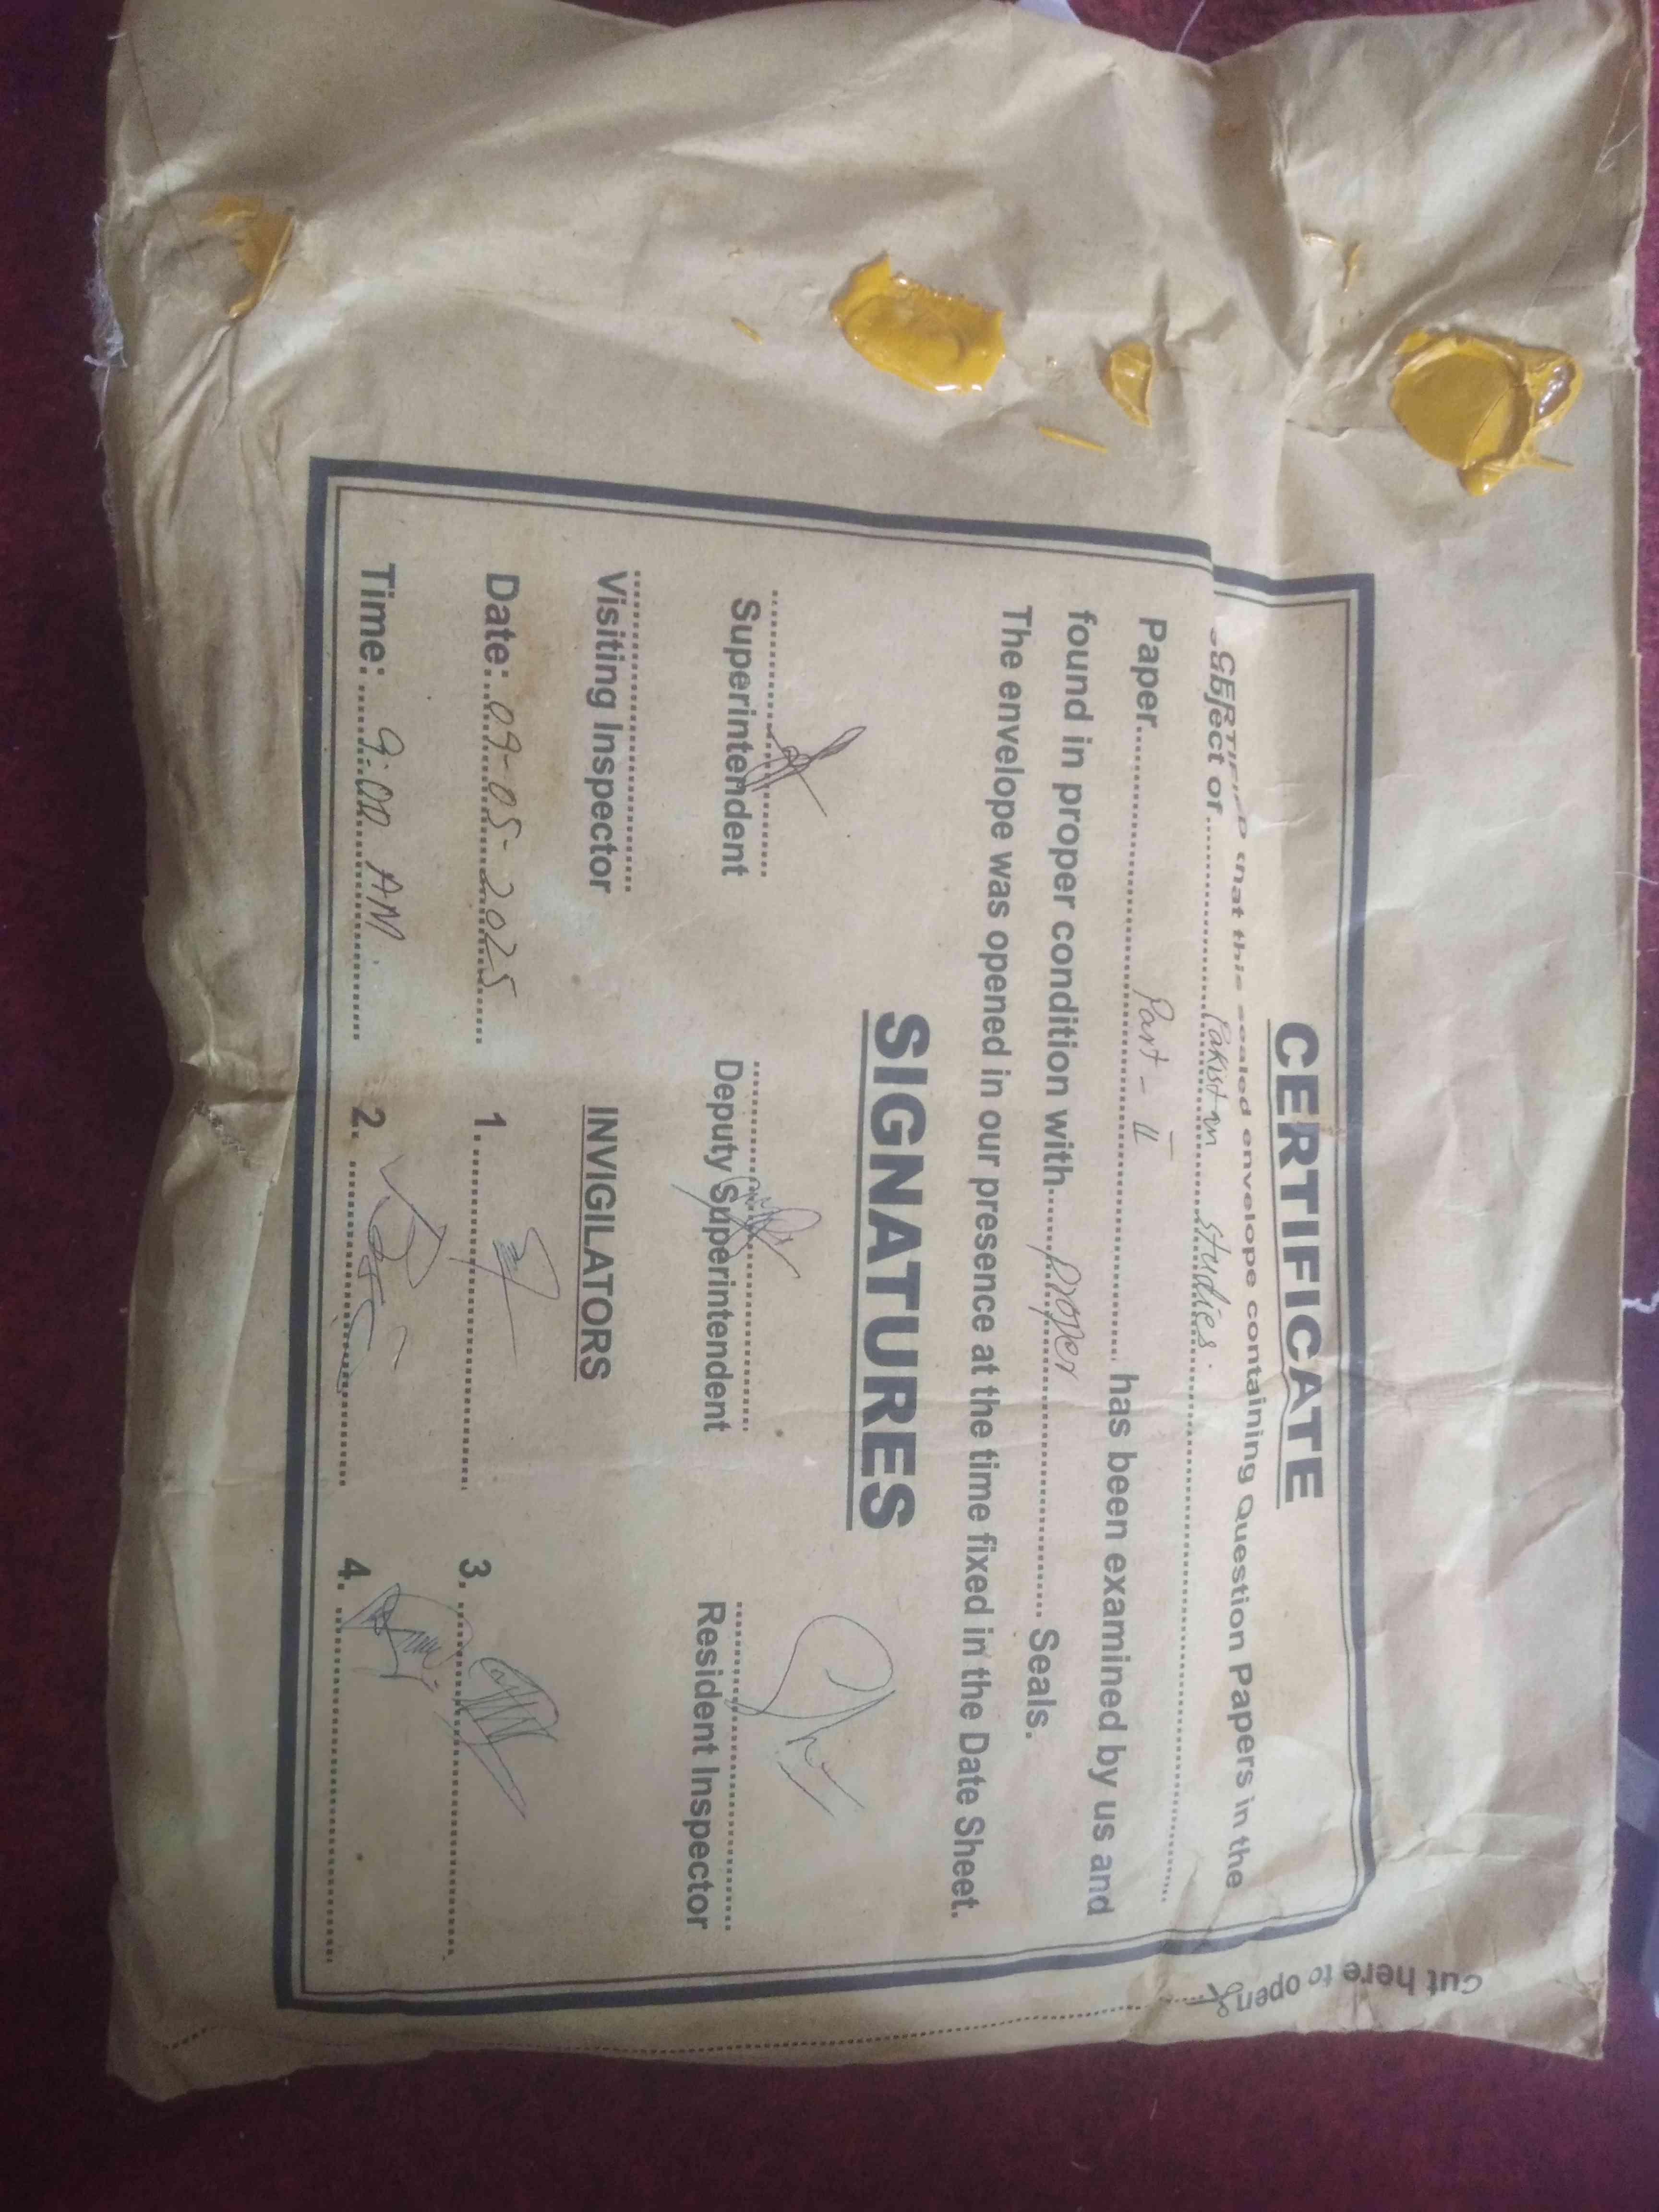 CERTIFICATE
CERTIFIED that this sealed envelope containing Question Papers in the
Subject of.....Pakistan Studies.....
Paper.....Part - II.....has been examined by us and
found in proper condition with.....proper.....Seals.
The envelope was opened in our presence at the time fixed in the Date Sheet.
SIGNATURES
Superintendent Deputy Superintendent Resident Inspector
Visiting Inspector INVIGILATORS
Date: 09-05-2025 1. 3.
Time: 9:00 AM. 2. 4.
Cut here to open